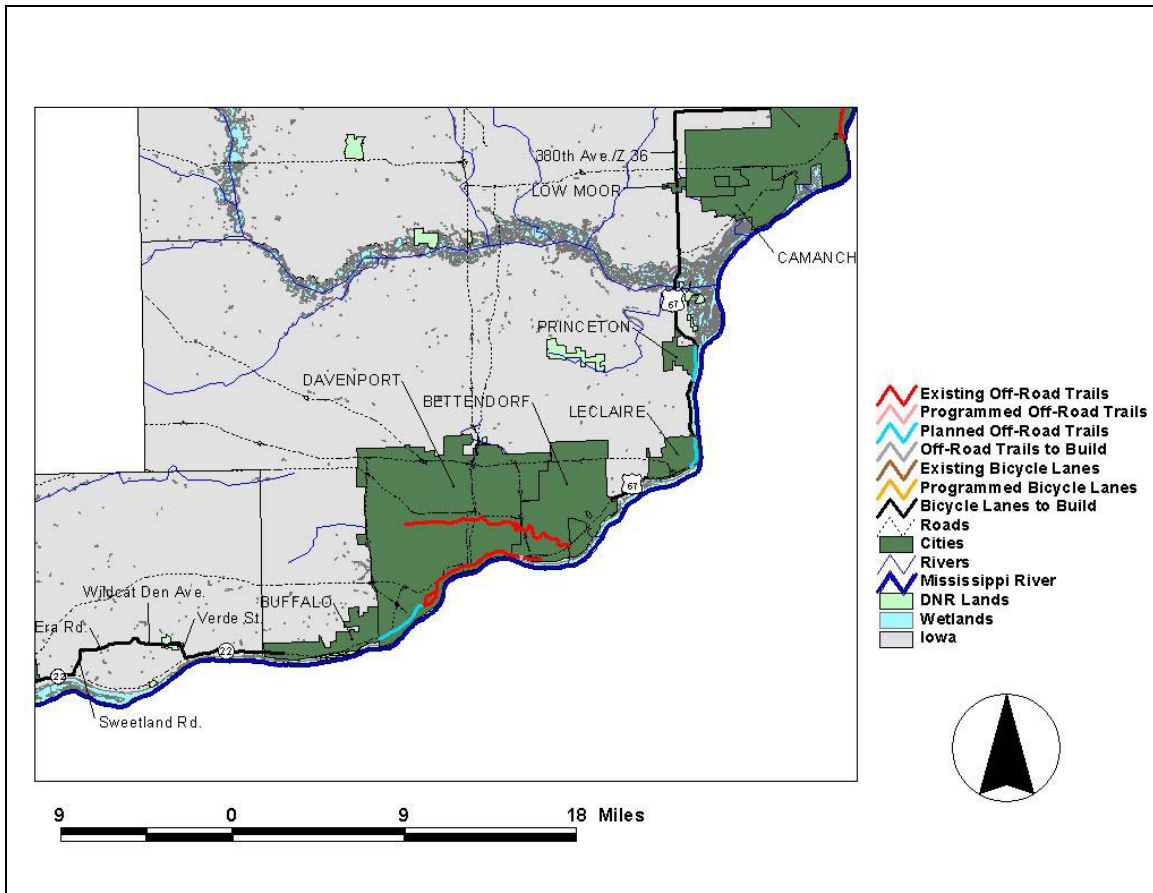 380th Ave./Z 36
LOW MOOR
CAMANCH
67
PRINCETON
DAVENPORT
BETTENDORF
LECLAIRE
67
Wildcat Den Ave.
BUFFALO
Era Rd.
Verde St.
22
22
Sweetland Rd.
Existing Off-Road Trails
Programmed Off-Road Trails
Planned Off-Road Trails
Off-Road Trails to Build
Existing Bicycle Lanes
Programmed Bicycle Lanes
Bicycle Lanes to Build
Roads
Cities
Rivers
Mississippi River
DNR Lands
Wetlands
Iowa
9 0 9 18 Miles